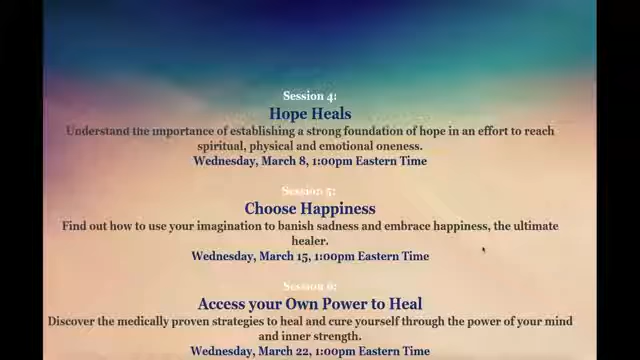 Session 4:
Hope Heals
Understand the importance of establishing a strong foundation of hope in an effort to reach
spiritual, physical and emotional oneness.
Wednesday, March 8, 1:00pm Eastern Time
Session 5:
Choose Happiness
Find out how to use your imagination to banish sadness and embrace happiness, the ultimate
healer.
Wednesday, March 15, 1:00pm Eastern Time
Session 6:
Access your Own Power to Heal
Discover the medically proven strategies to heal and cure yourself through the power of your mind
and inner strength.
Wednesday, March 22, 1:00pm Eastern Time